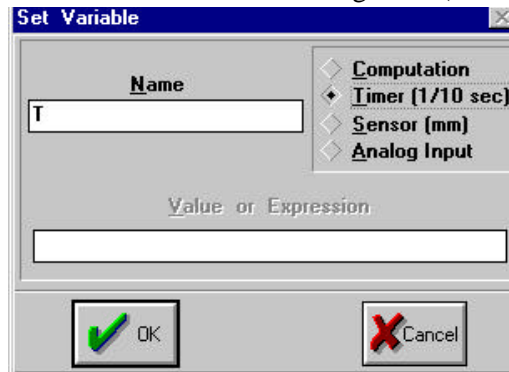 Set Variable
Name
T
Computation
Timer (1/10 sec)
Sensor (mm)
Analog Input
Value or Expression
OK
Cancel